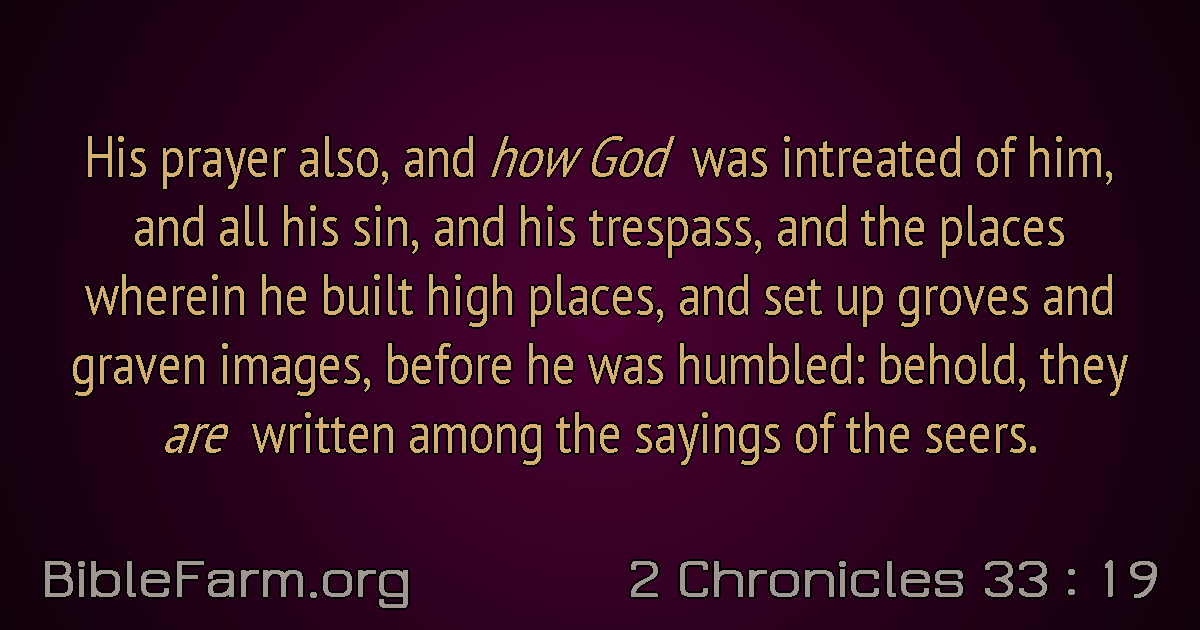 His prayer also, and how God was intreated of him,
and all his sin, and his trespass, and the places
wherein he built high places, and set up groves and
graven images, before he was humbled: behold, they
are written among the sayings of the seers.
BibleFarm.org
2 Chronicles 33 : 19